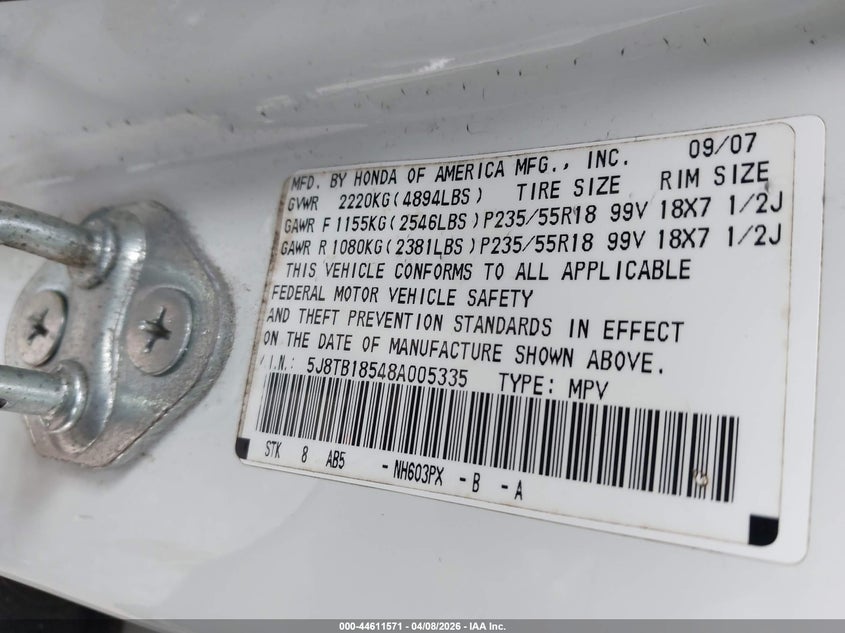 MFD. BY HONDA OF AMERICA MFG., INC. 09/07
GVWR 2220KG(4894LBS) TIRE SIZE RIM SIZE
GAWR F 1155KG(2546LBS)P235/55R18 99V 18X7 1/2J
GAWR R 1080KG(2381LBS)P235/55R18 99V 18X7 1/2J
THIS VEHICLE CONFORMS TO ALL APPLICABLE
FEDERAL MOTOR VEHICLE SAFETY
AND THEFT PREVENTION STANDARDS IN EFFECT
ON THE DATE OF MANUFACTURE SHOWN ABOVE.
V.I.N.: 5J8TB18548A005335 TYPE: MPV
STK 8 AB5 -NH603PX -B -A
000-44611571 | 04/08/2026 | IAA Inc.